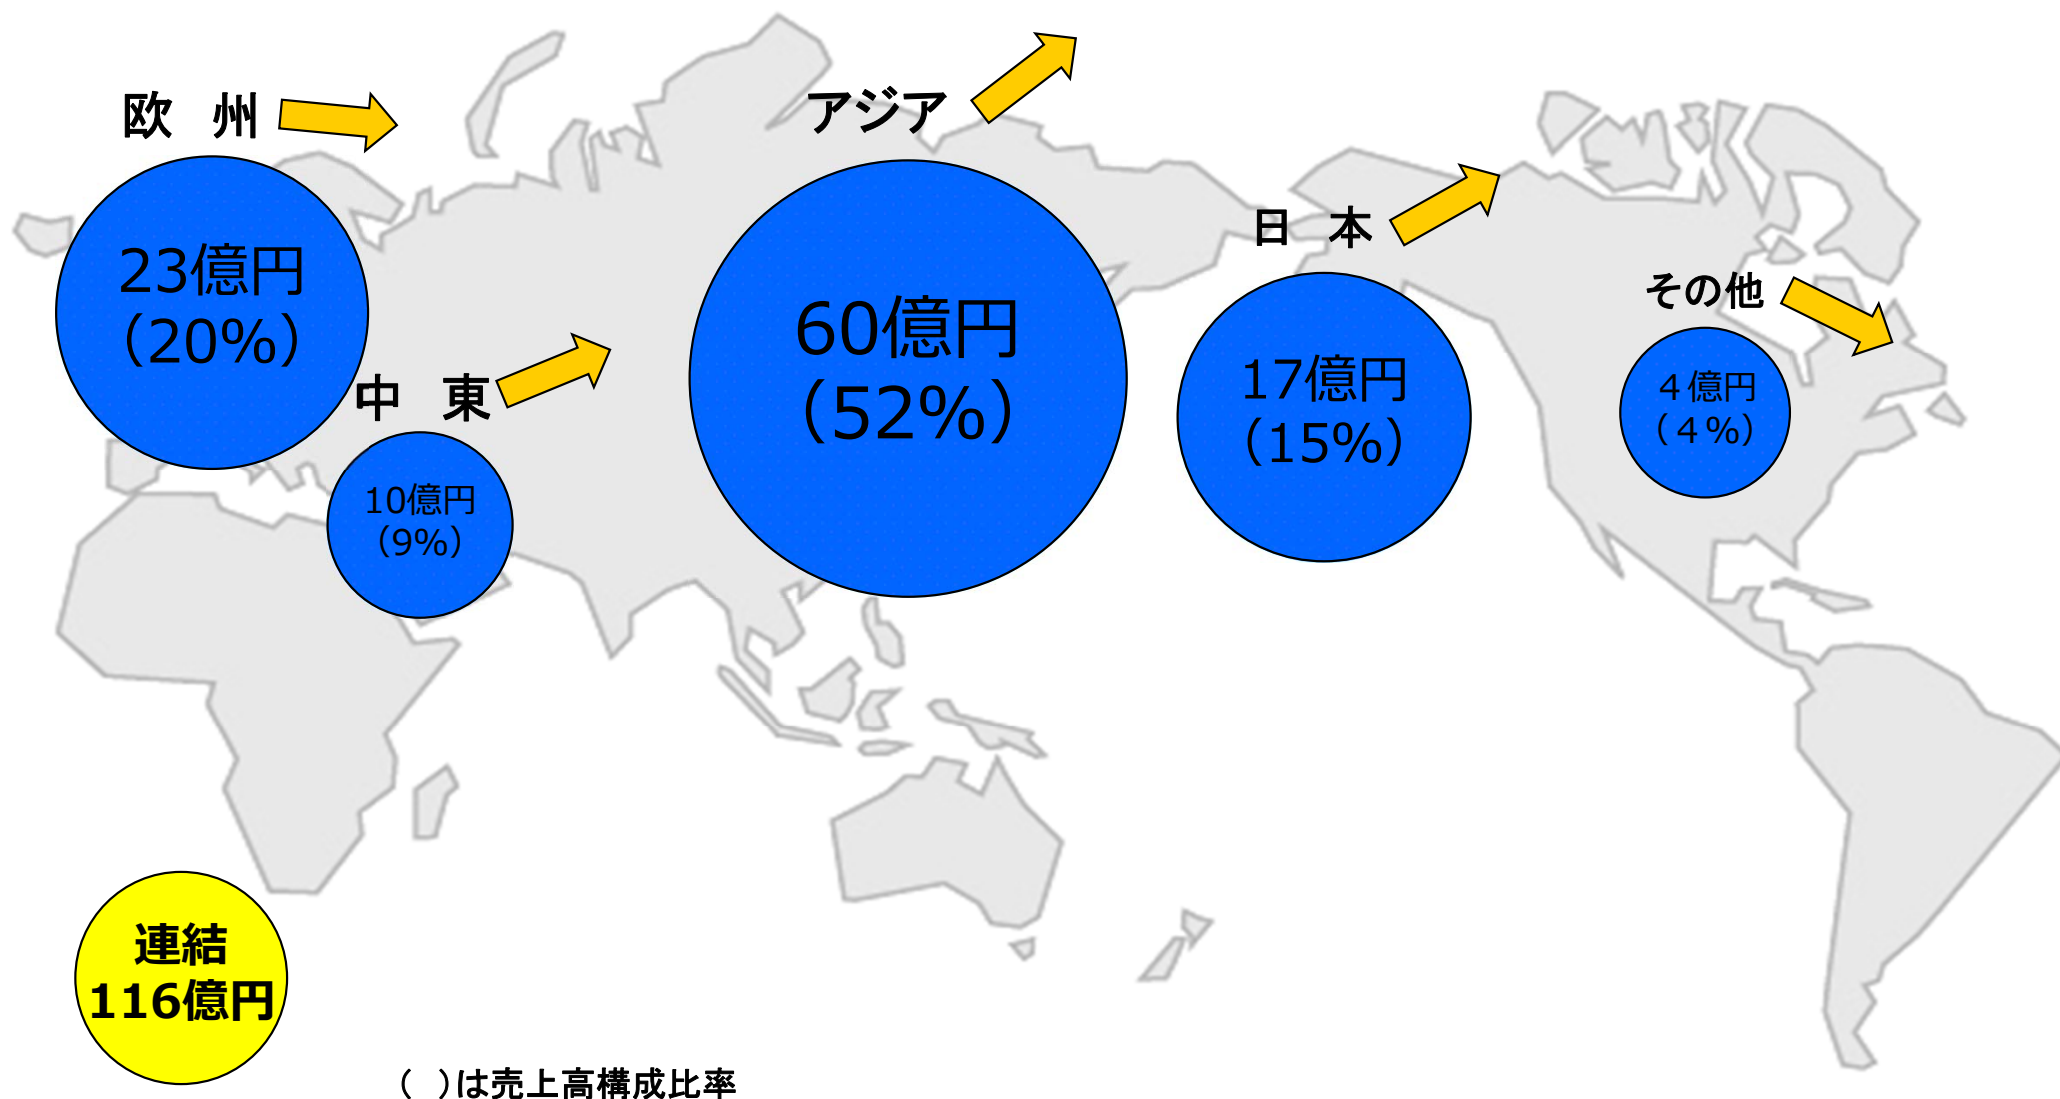 欧　州
23億円
（20%）
中　東
10億円
（9%）
アジア
60億円
（52%）
日　本
17億円
（15%）
その他
４億円
（４%）
連結
116億円
（　）は売上高構成比率